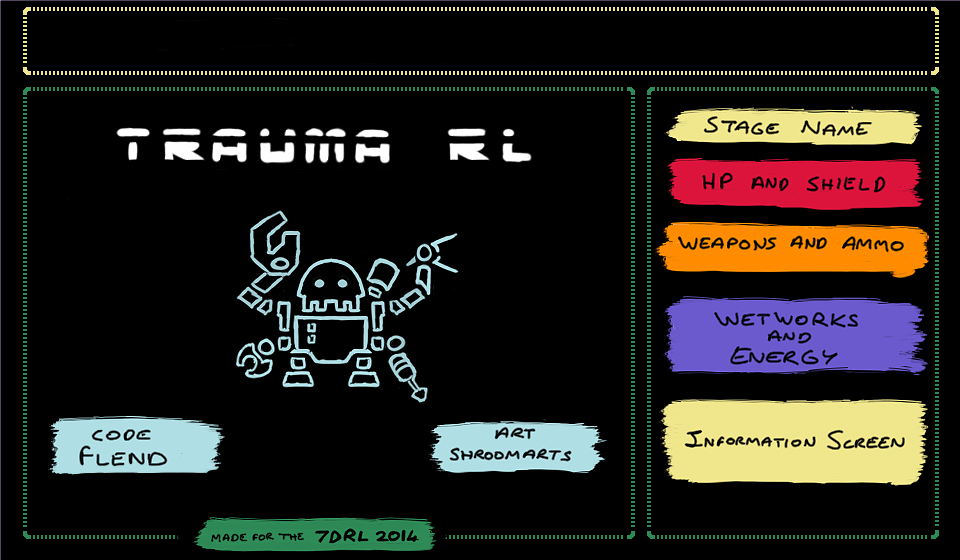 TRAUMA RL
STAGE NAME
HP AND SHIELD
WEAPONS AND AMMO
WETWORKS
AND
ENERGY
INFORMATION SCREEN
CODE
FLEND
ART
SHROOMARTS
MADE FOR THE 7DRL 2014